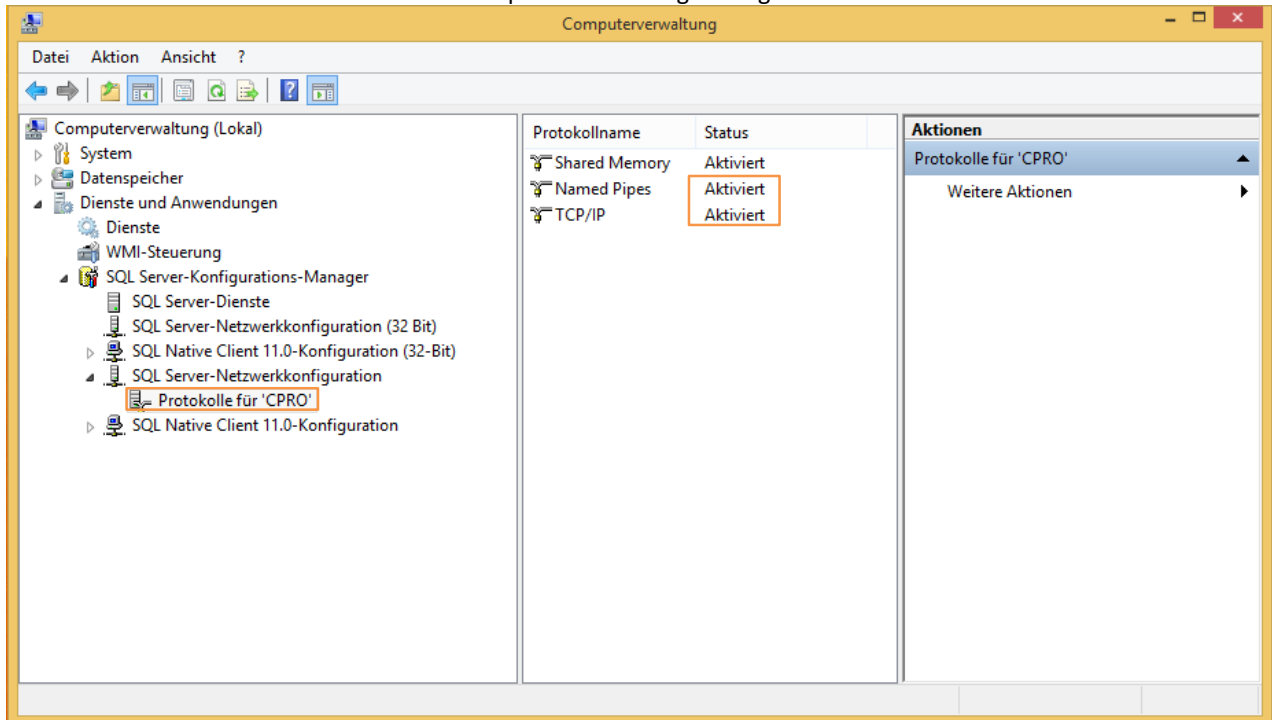 Computerverwaltung
Datei Aktion Ansicht ?
Computerverwaltung (Lokal)
System
Datenspeicher
Dienste und Anwendungen
Dienste
WMI-Steuerung
SQL Server-Konfigurations-Manager
SQL Server-Dienste
SQL Server-Netzwerkkonfiguration (32 Bit)
SQL Native Client 11.0-Konfiguration (32-Bit)
SQL Server-Netzwerkkonfiguration
Protokolle für 'CPRO'
SQL Native Client 11.0-Konfiguration
Protokollname Status
Shared Memory Aktiviert
Named Pipes Aktiviert
TCP/IP Aktiviert
Aktionen
Protokolle für 'CPRO'
Weitere Aktionen